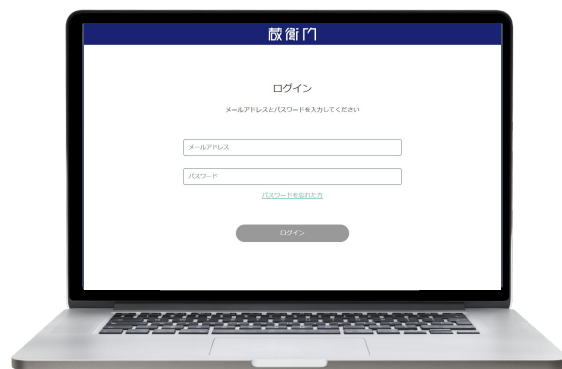 蔵衛門
ログイン
メールアドレスとパスワードを入力してください
メールアドレス
パスワード
パスワードを忘れた方
ログイン